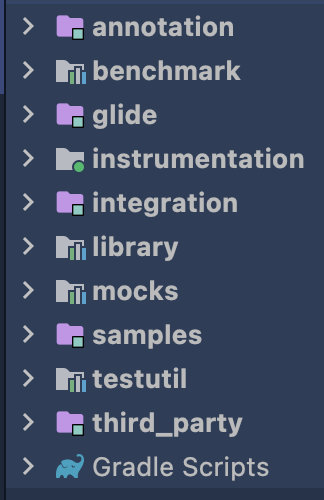 annotation
benchmark
glide
instrumentation
integration
library
mocks
samples
testutil
third_party
Gradle Scripts